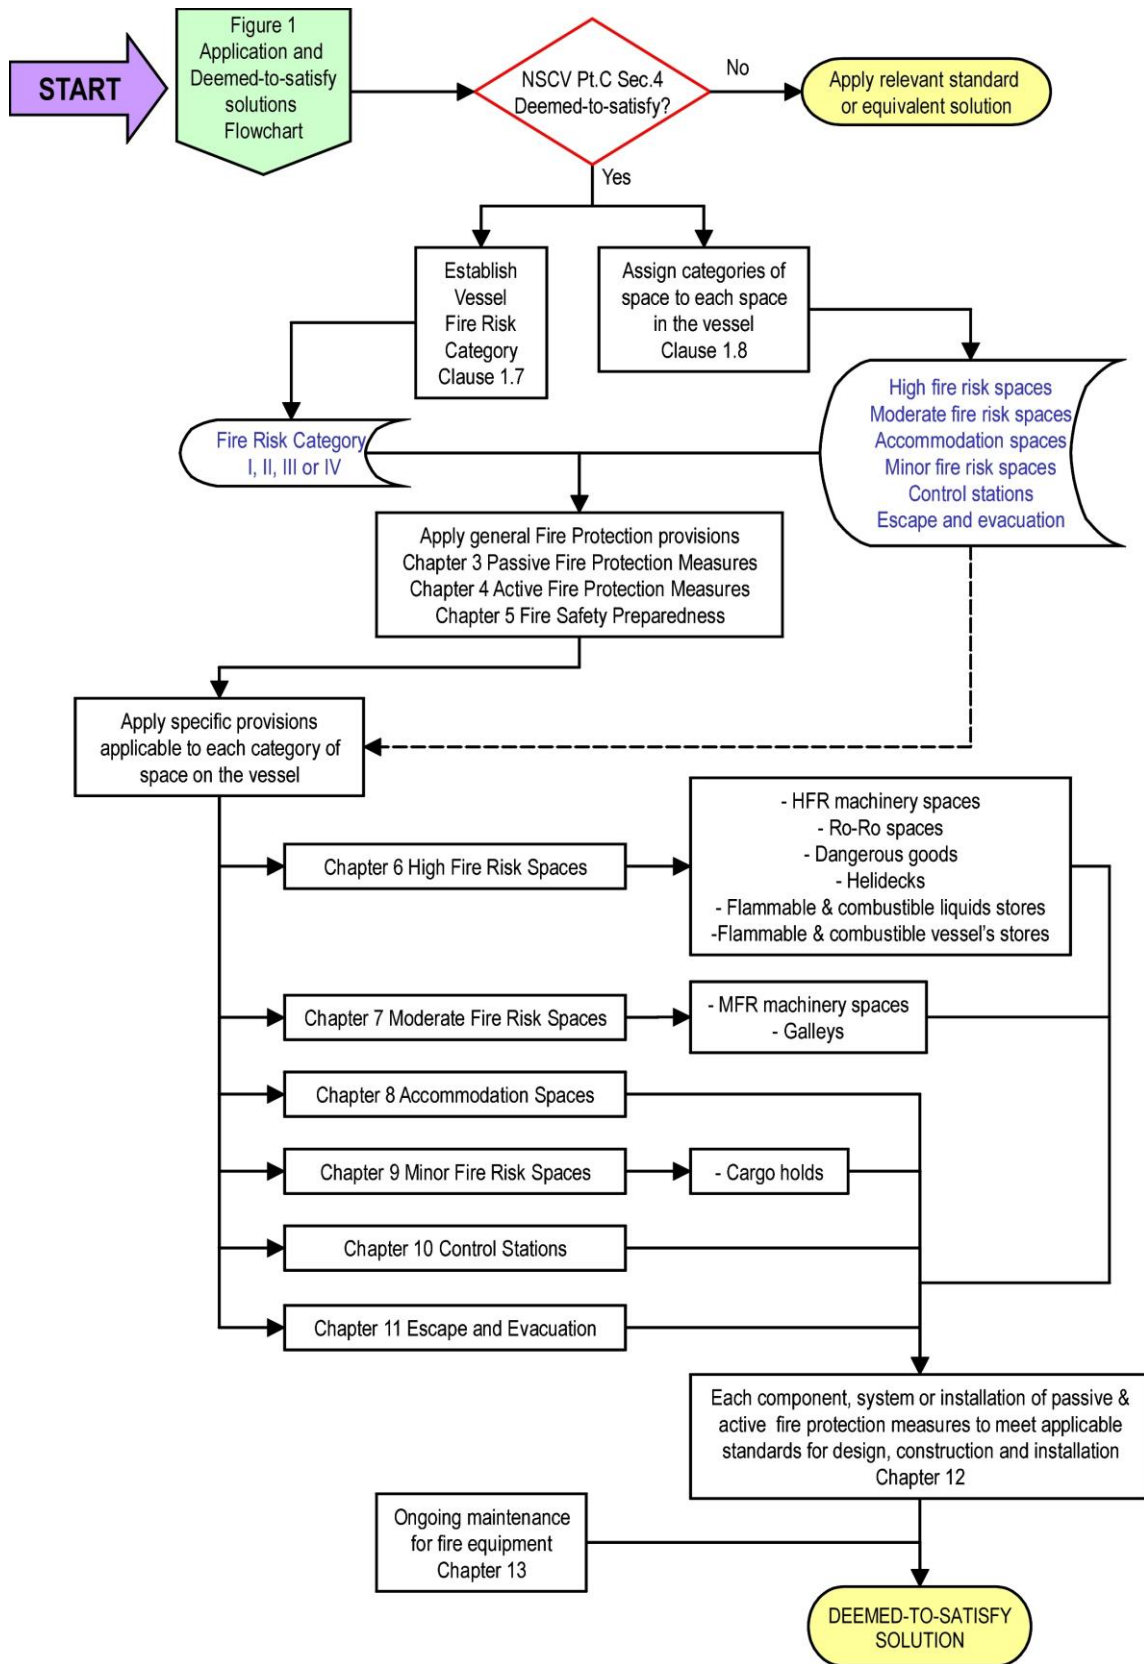 START
Figure 1
Application and
Deemed-to-satisfy
solutions
Flowchart
NSCV Pt.C Sec.4
Deemed-to-satisfy?
No
Apply relevant standard
or equivalent solution
Yes
Establish
Vessel
Fire Risk
Category
Clause 1.7
Assign categories of
space to each space
in the vessel
Clause 1.8
Fire Risk Category
I, II, III or IV
High fire risk spaces
Moderate fire risk spaces
Accommodation spaces
Minor fire risk spaces
Control stations
Escape and evacuation
Apply general Fire Protection provisions
Chapter 3 Passive Fire Protection Measures
Chapter 4 Active Fire Protection Measures
Chapter 5 Fire Safety Preparedness
Apply specific provisions
applicable to each category of
space on the vessel
Chapter 6 High Fire Risk Spaces
- HFR machinery spaces
- Ro-Ro spaces
- Dangerous goods
- Helidecks
- Flammable & combustible liquids stores
-Flammable & combustible vessel's stores
Chapter 7 Moderate Fire Risk Spaces
- MFR machinery spaces
- Galleys
Chapter 8 Accommodation Spaces
Chapter 9 Minor Fire Risk Spaces
- Cargo holds
Chapter 10 Control Stations
Chapter 11 Escape and Evacuation
Each component, system or installation of passive &
active fire protection measures to meet applicable
standards for design, construction and installation
Chapter 12
Ongoing maintenance
for fire equipment
Chapter 13
DEEMED-TO-SATISFY
SOLUTION